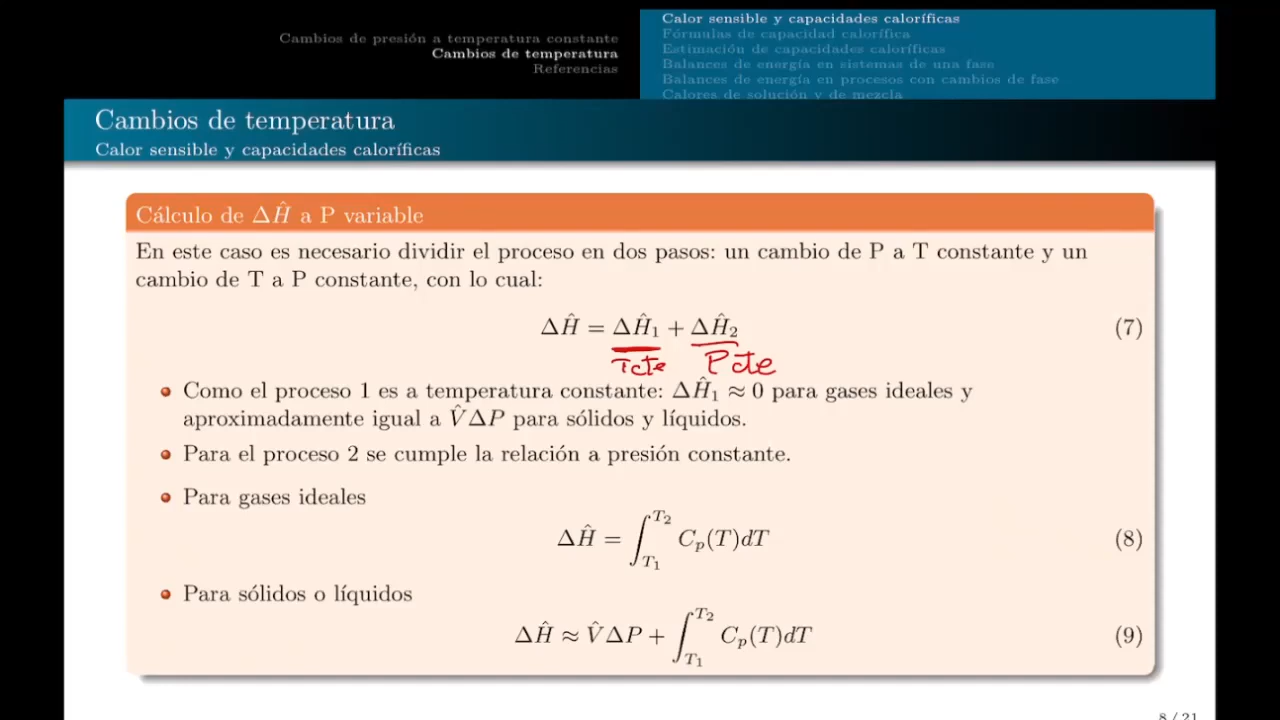 Cambios de presión a temperatura constante
Cambios de temperatura
Referencias
Calor sensible y capacidades caloríficas
Fórmulas de capacidad calorífica
Estimación de capacidades caloríficas
Balances de energía en sistemas de una fase
Balances de energía en procesos con cambios de fase
Calores de solución y de mezcla
Cambios de temperatura
Calor sensible y capacidades caloríficas
Cálculo de ΔĤ a P variable
En este caso es necesario dividir el proceso en dos pasos: un cambio de P a T constante y un
cambio de T a P constante, con lo cual:
ΔĤ = ΔĤ₁ + ΔĤ₂ (7)
Tcte Pcte
Como el proceso 1 es a temperatura constante: ΔĤ₁ ≈ 0 para gases ideales y
aproximadamente igual a V̂ΔP para sólidos y líquidos.
Para el proceso 2 se cumple la relación a presión constante.
Para gases ideales
ΔĤ = ∫_{T₁}^{T₂} Cₚ(T)dT (8)
Para sólidos o líquidos
ΔĤ ≈ V̂ΔP + ∫_{T₁}^{T₂} Cₚ(T)dT (9)
8 / 21